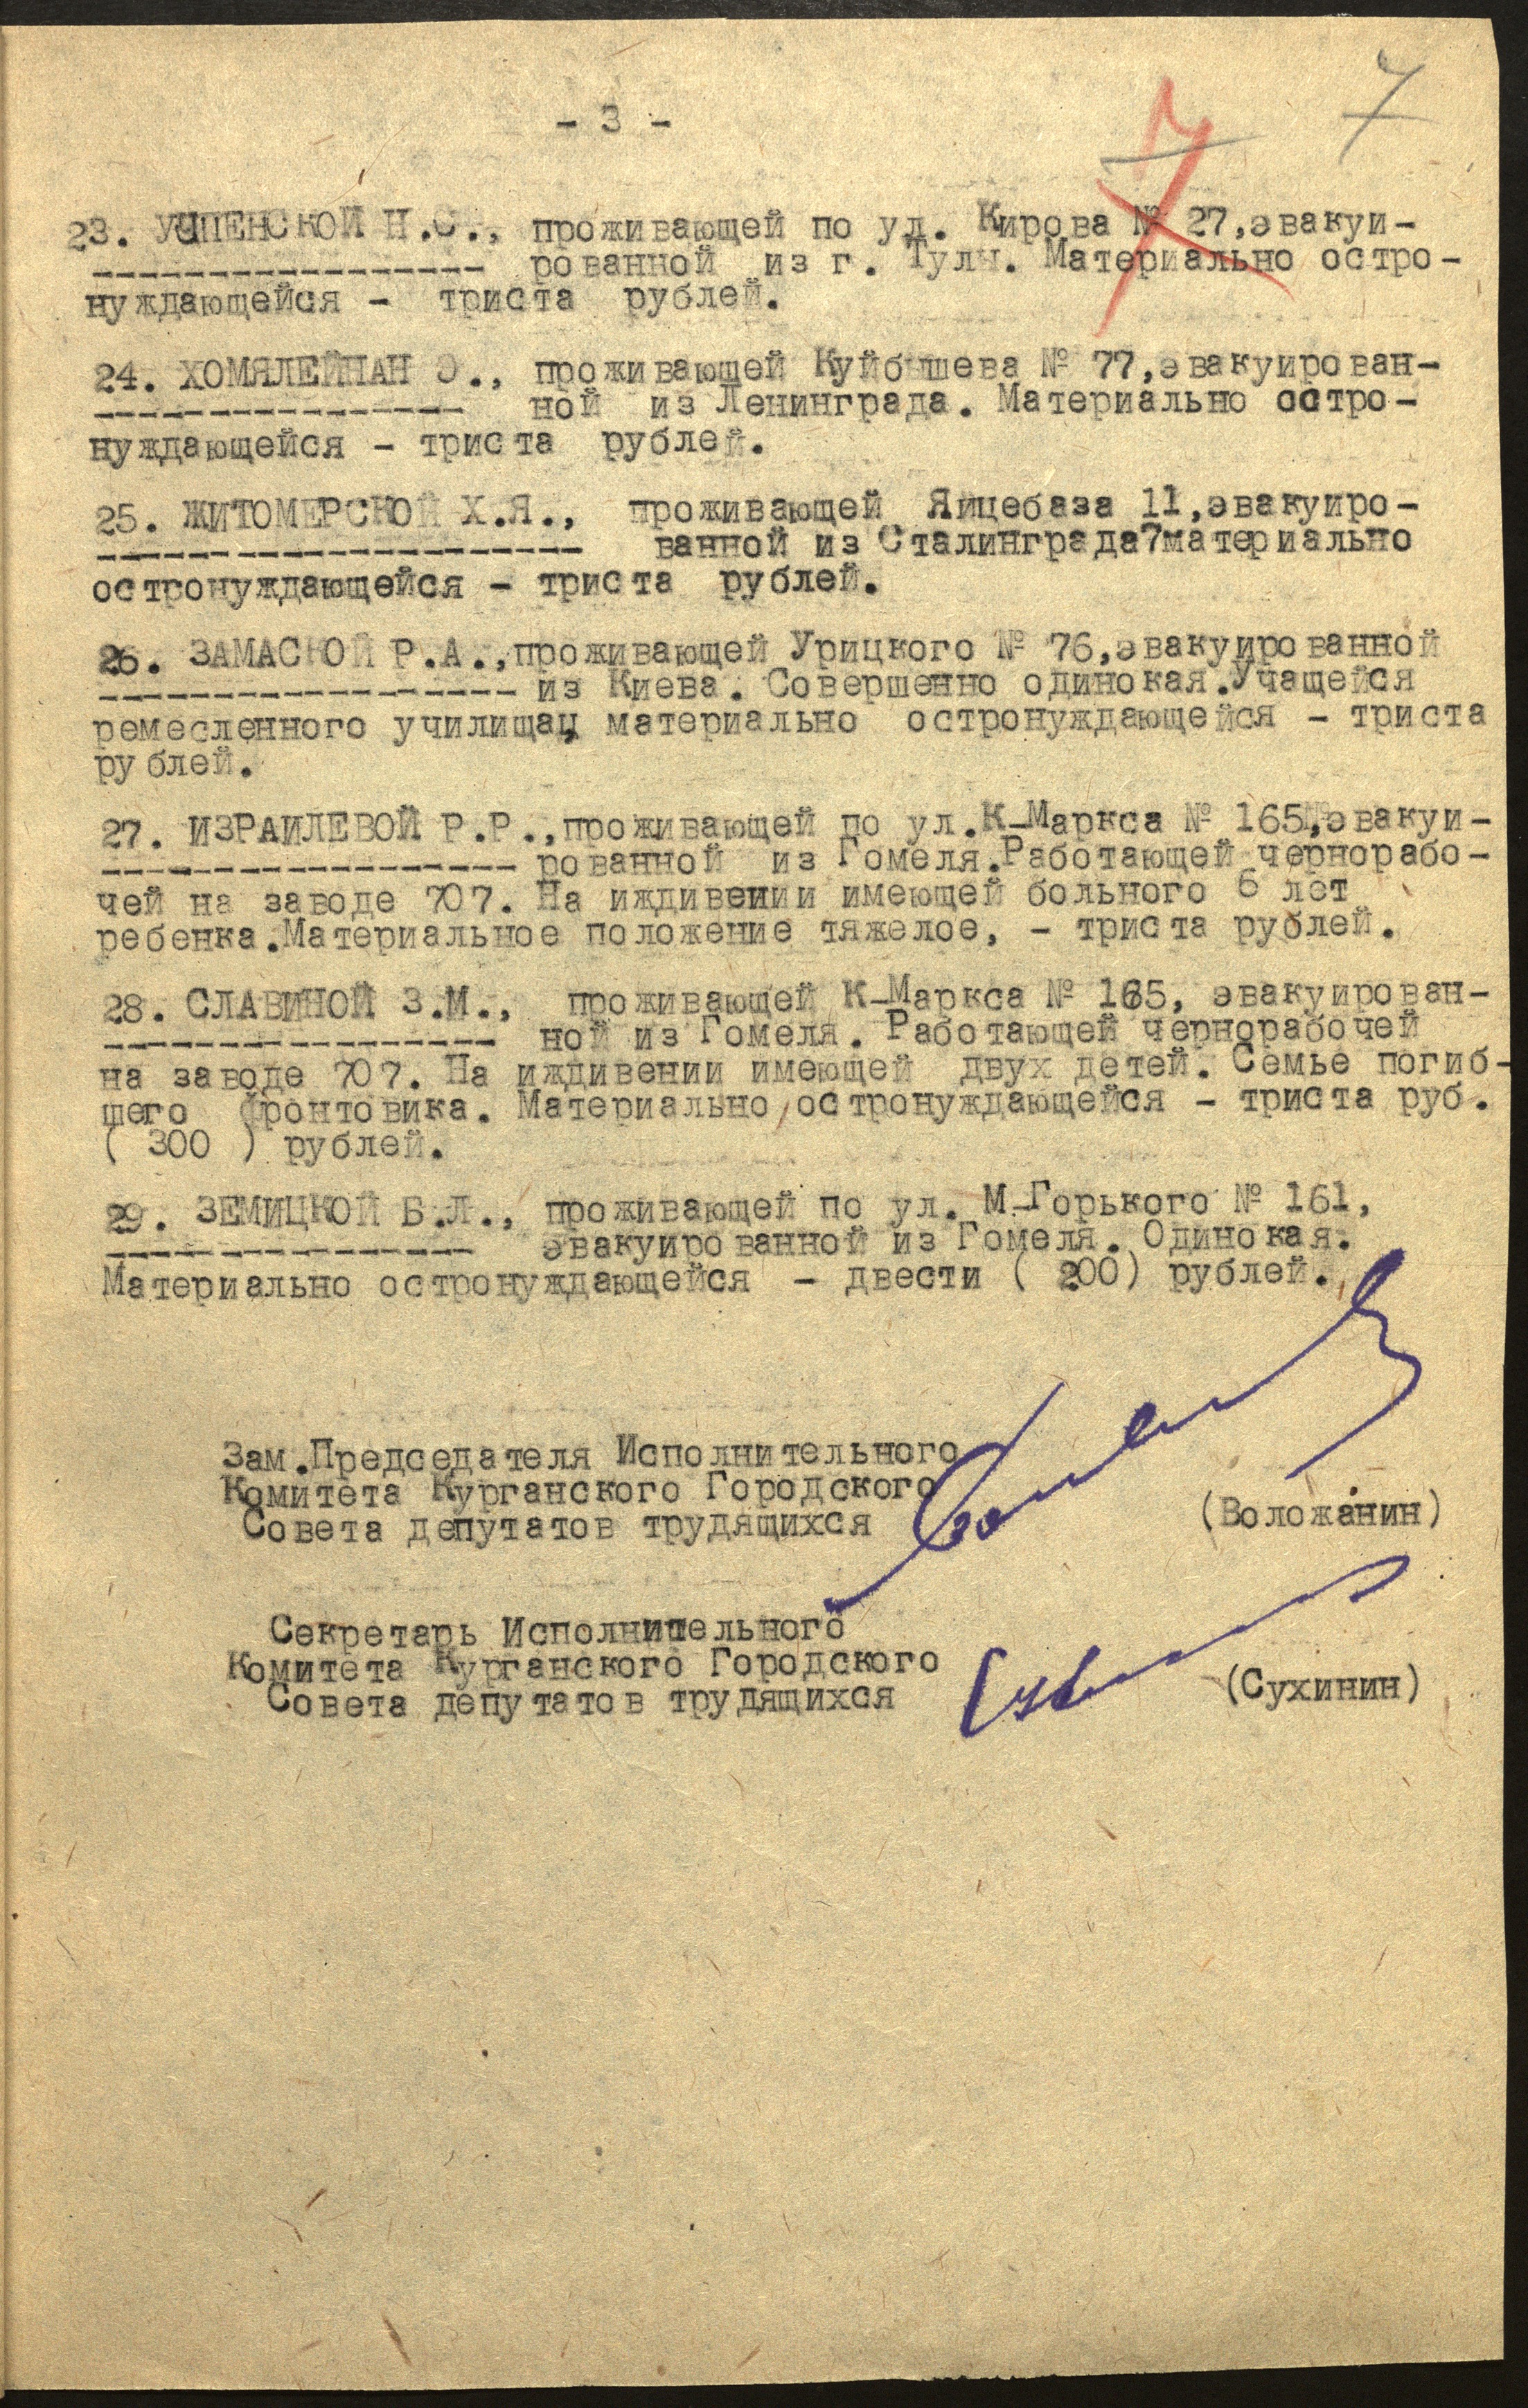 - 3 -
7
7
23. УСПЕНСКОЙ Н.С., проживающей по ул. Кирова № 27,эвакуи-
рованной из г. Тулы. Материально остро-
нуждающейся - триста рублей.
24. ХОМЯЛЕЙНАН Э., проживающей Куйбышева № 77,эвакуирован-
ной из Ленинграда. Материально остро-
нуждающейся - триста рублей.
25. ЖИТОМЕРСКОЙ Х.Я., проживающей Яйцебаза 11,эвакуиро-
ванной из Сталинграда7материально
остронуждающейся - триста рублей.
26. ЗАМАСКОЙ Р.А.,проживающей Урицкого № 76,эвакуированной
из Киева. Совершенно одинокая.Учащейся
ремесленного училища, материально остронуждающейся - триста
рублей.
27. ИЗРАИЛЕВОЙ Р.Р.,проживающей по ул.К-Маркса № 165,эвакуи-
рованной из Гомеля.Работающей чернорабо-
чей на заводе 707. На иждивении имеющей больного 6 лет
ребенка.Материальное положение тяжелое, - триста рублей.
28. СЛАВИНОЙ З.М., проживающей К-Маркса № 165, эвакуирован-
ной из Гомеля. Работающей чернорабочей
на заводе 707. На иждивении имеющей двух детей. Семье погиб-
шего фронтовика. Материально остронуждающейся - триста руб.
( 300 ) рублей.
29. ЗЕМИЦКОЙ Б.Л., проживающей по ул. М-Горького № 161,
эвакуированной из Гомеля. Одинокая.
Материально остронуждающейся - двести ( 200) рублей.
Зам.Председателя Исполнительного
Комитета Курганского Городского
Совета депутатов трудящихся (Воложанин)
Секретарь Исполнительного
Комитета Курганского Городского
Совета депутатов трудящихся (Сухинин)